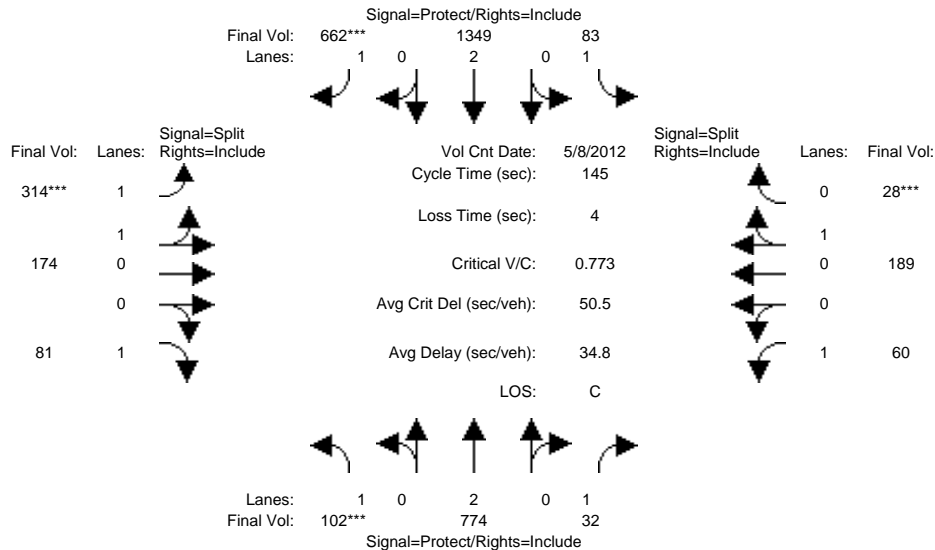 Signal=Protect/Rights=Include
Final Vol: 662*** 1349 83
Lanes: 1 0 2 0 1
Signal=Split Signal=Split
Final Vol: Lanes: Rights=Include Vol Cnt Date: 5/8/2012 Rights=Include Lanes: Final Vol:
Cycle Time (sec): 145
314*** 1 0 28***
Loss Time (sec): 4
1 1
174 0 Critical V/C: 0.773 0 189
0 Avg Crit Del (sec/veh): 50.5 0
81 1 Avg Delay (sec/veh): 34.8 1 60
LOS: C
Lanes: 1 0 2 0 1
Final Vol: 102*** 774 32
Signal=Protect/Rights=Include